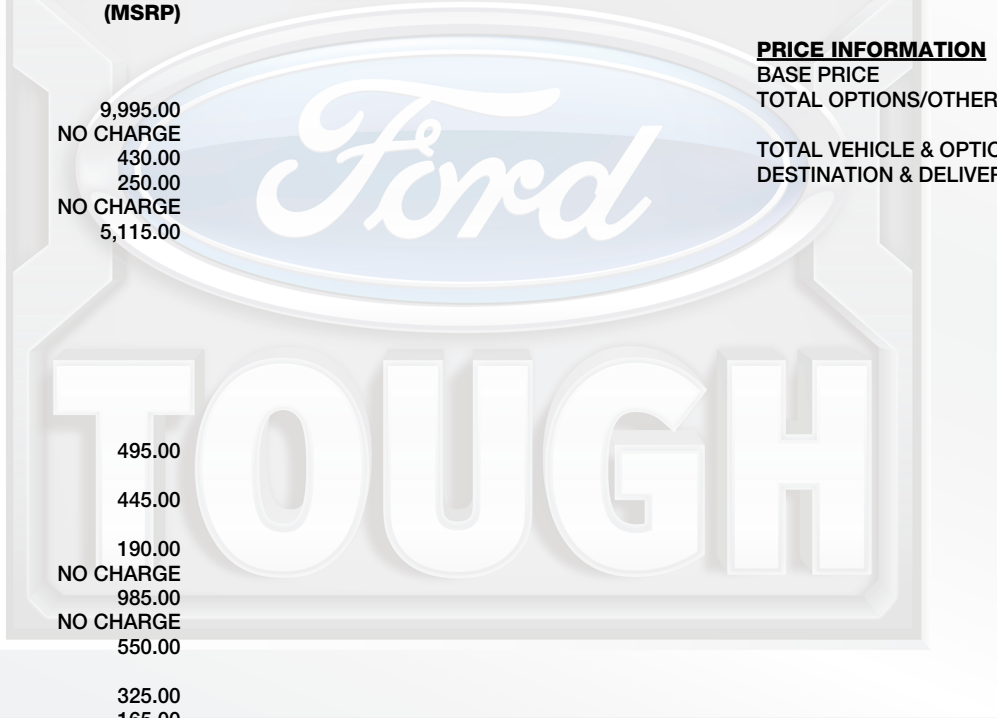 (MSRP)
9,995.00
NO CHARGE
430.00
250.00
NO CHARGE
5,115.00
495.00
445.00
190.00
NO CHARGE
985.00
NO CHARGE
550.00
325.00
165.00
PRICE INFORMATION
BASE PRICE
TOTAL OPTIONS/OTHER
TOTAL VEHICLE & OPTIO
DESTINATION & DELIVER
Ford
TOUGH